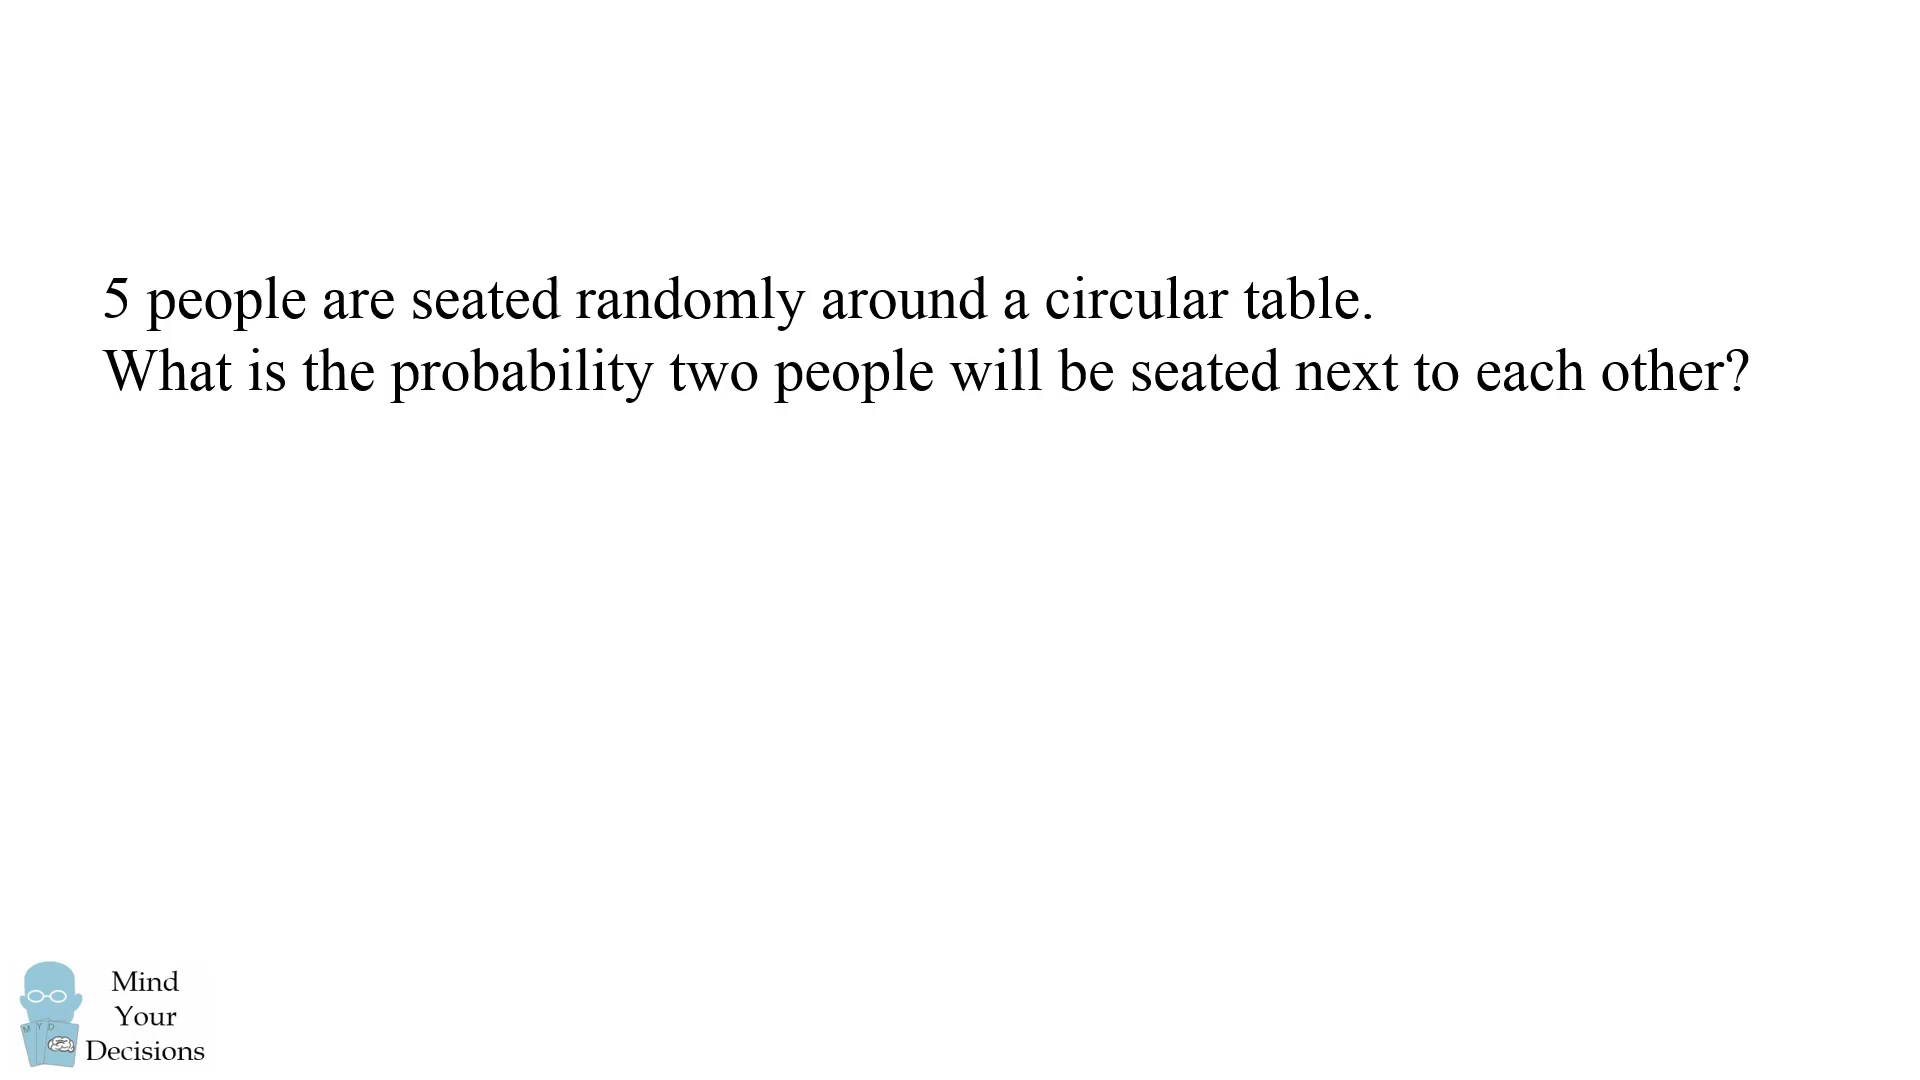 5 people are seated randomly around a circular table.
What is the probability two people will be seated next to each other?
M Y D
Mind
Your
Decisions